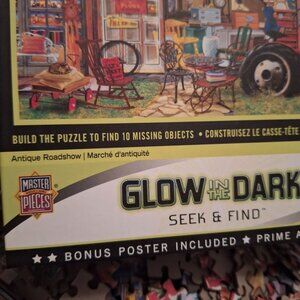 BUILD THE PUZZLE TO FIND 10 MISSING OBJECTS • CONSTRUISEZ LE CASSE-TÊTE
Antique Roadshow | Marché d'antiquité
MASTER
PIECES
GLOW IN THE DARK
SEEK & FIND™
★★ BONUS POSTER INCLUDED ★ PRIME A